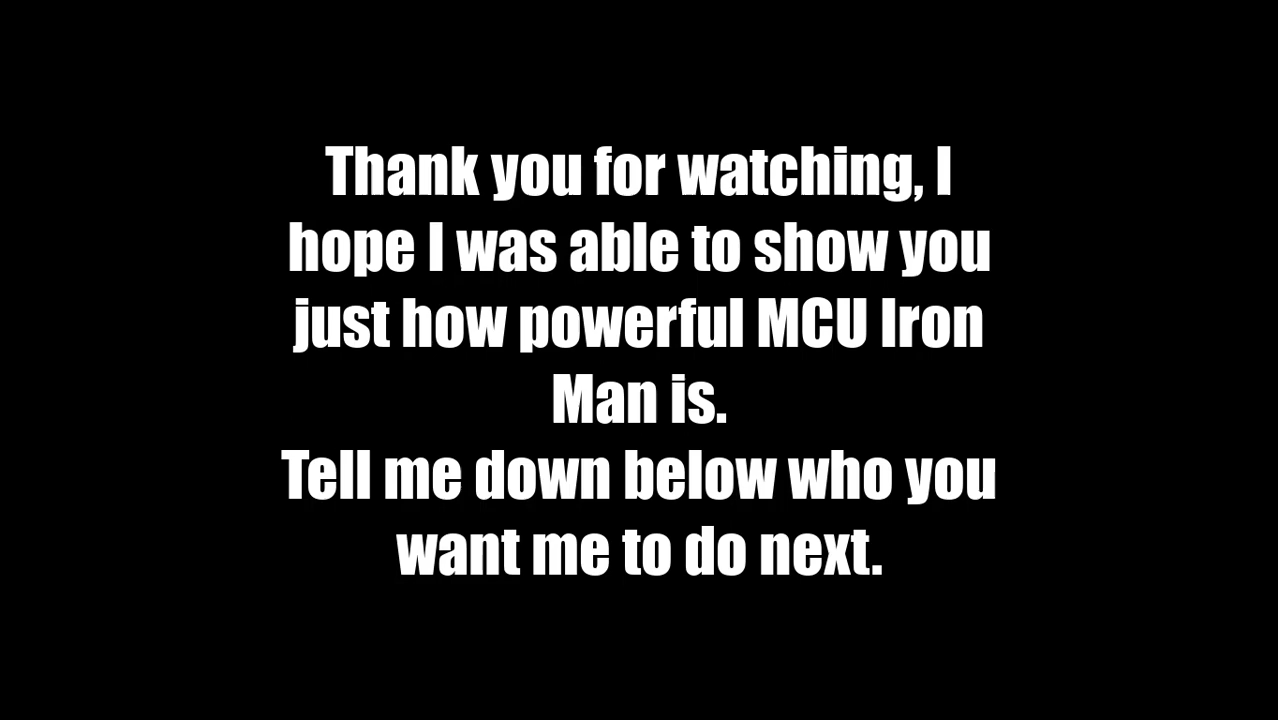 Thank you for watching, I
hope I was able to show you
just how powerful MCU Iron
Man is.
Tell me down below who you
want me to do next.